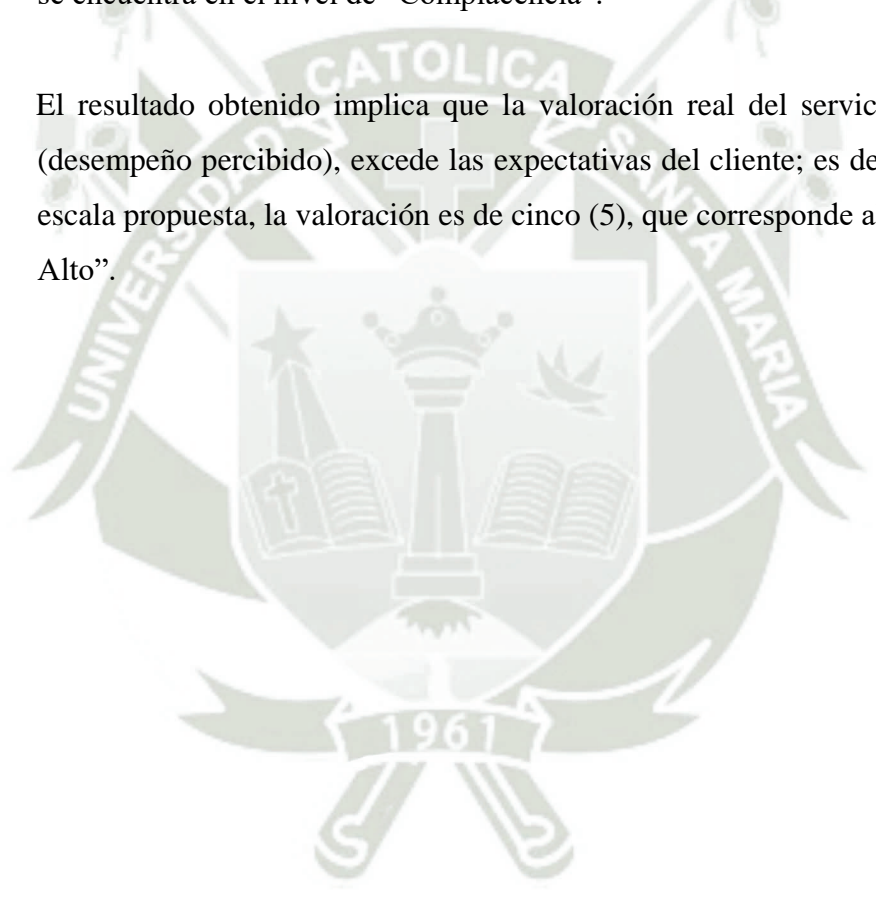 se encuentra en el nivel de “Complacencia”.
El resultado obtenido implica que la valoración real del servic
(desempeño percibido), excede las expectativas del cliente; es de
escala propuesta, la valoración es de cinco (5), que corresponde a
Alto”.
UNIVERSIDAD CATOLICA SANTA MARIA
1961